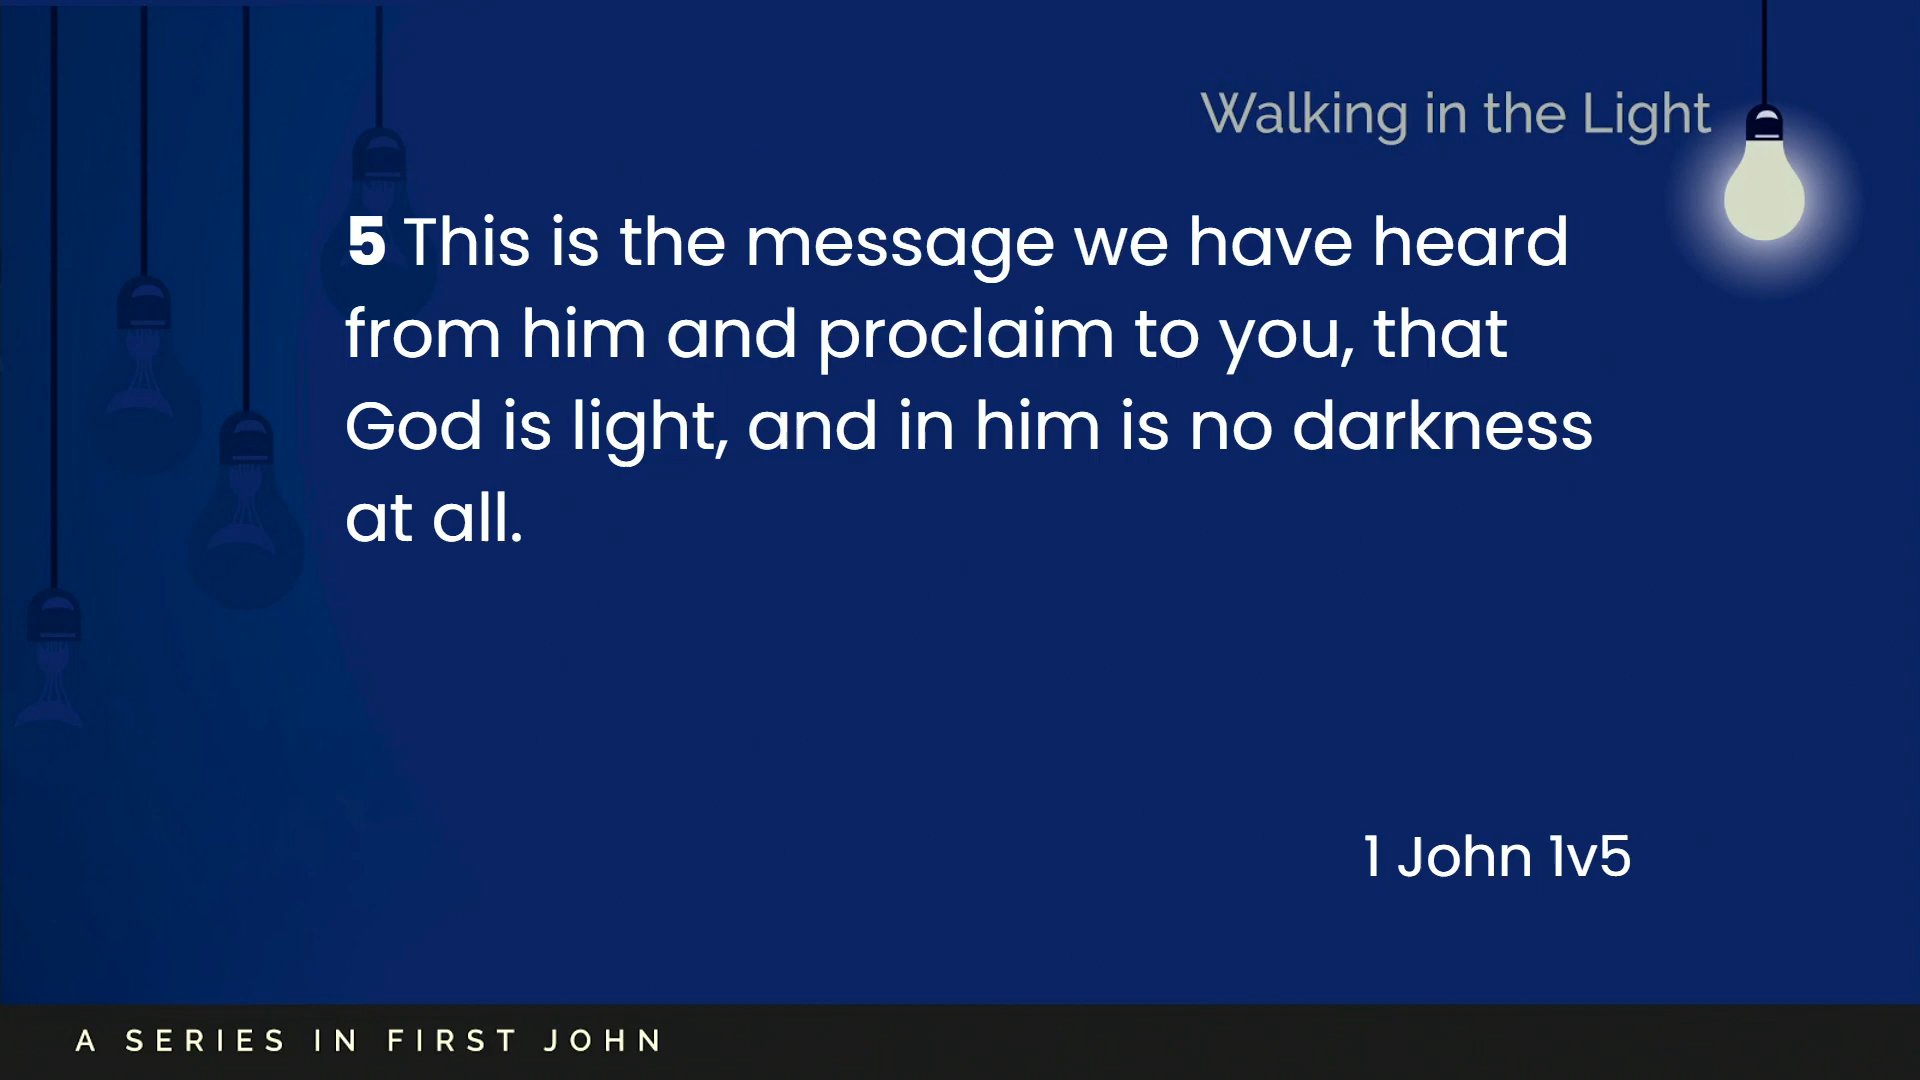 Walking in the Light
5 This is the message we have heard
from him and proclaim to you, that
God is light, and in him is no darkness
at all.
1 John 1v5
A SERIES IN FIRST JOHN